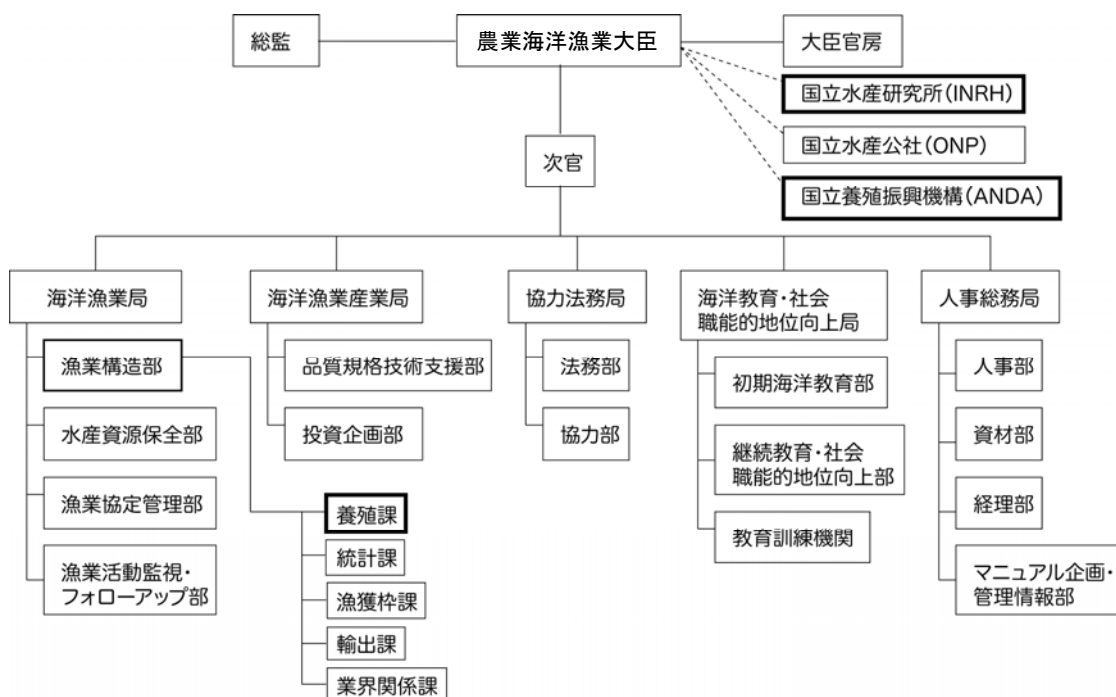 総監
農業海洋漁業大臣
大臣官房
国立水産研究所(INRH)
国立水産公社(ONP)
国立養殖振興機構(ANDA)
次官
海洋漁業局
海洋漁業産業局
協力法務局
海洋教育・社会
職能的地位向上局
人事総務局
漁業構造部
水産資源保全部
漁業協定管理部
漁業活動監視・
フォローアップ部
品質規格技術支援部
投資企画部
養殖課
統計課
漁獲枠課
輸出課
業界関係課
法務部
協力部
初期海洋教育部
継続教育・社会
職能的地位向上部
教育訓練機関
人事部
資材部
経理部
マニュアル企画・
管理情報部